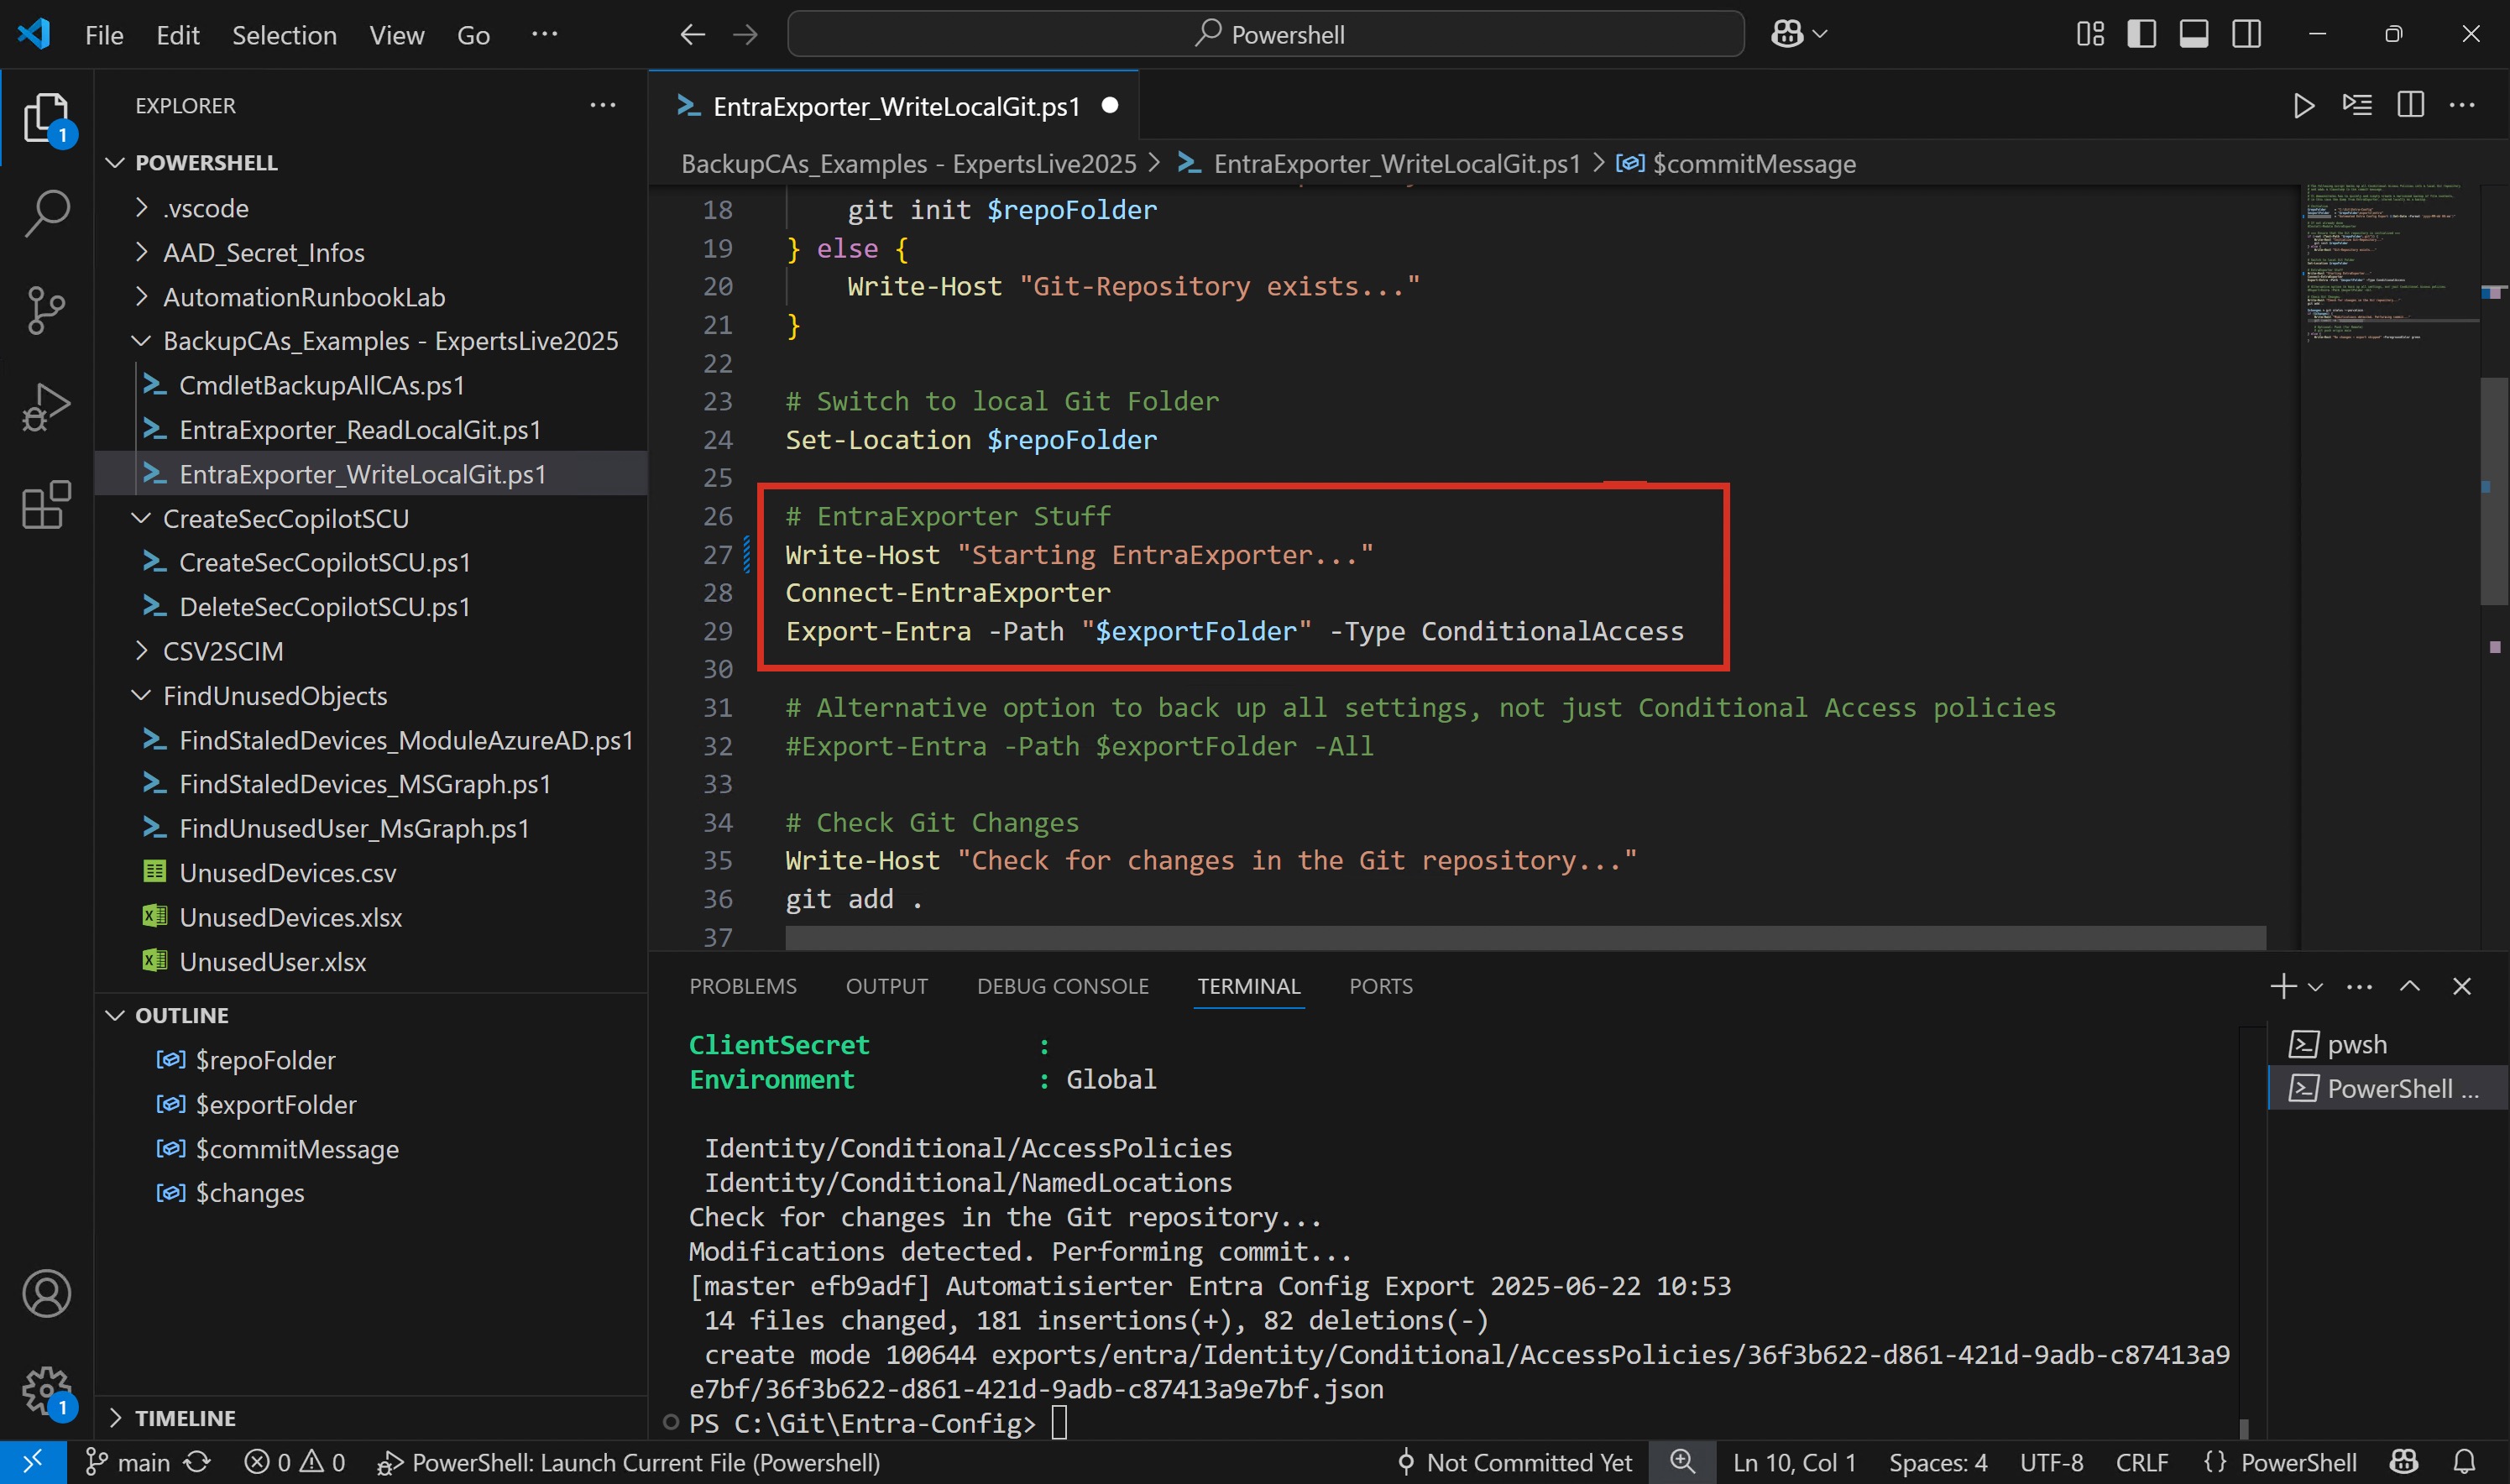 File Edit Selection View Go ··· Powershell
EXPLORER ···
POWERSHELL
.vscode
AAD_Secret_Infos
AutomationRunbookLab
BackupCAs_Examples - ExpertsLive2025
CmdletBackupAllCAs.ps1
EntraExporter_ReadLocalGit.ps1
EntraExporter_WriteLocalGit.ps1
CreateSecCopilotSCU
CreateSecCopilotSCU.ps1
DeleteSecCopilotSCU.ps1
CSV2SCIM
FindUnusedObjects
FindStaledDevices_ModuleAzureAD.ps1
FindStaledDevices_MSGraph.ps1
FindUnusedUser_MsGraph.ps1
UnusedDevices.csv
UnusedDevices.xlsx
UnusedUser.xlsx
OUTLINE
$repoFolder
$exportFolder
$commitMessage
$changes
TIMELINE
1
1
EntraExporter_WriteLocalGit.ps1
BackupCAs_Examples - ExpertsLive2025 > EntraExporter_WriteLocalGit.ps1 > $commitMessage
18 git init $repoFolder
19 } else {
20 Write-Host "Git-Repository exists..."
21 }
22
23 # Switch to local Git Folder
24 Set-Location $repoFolder
25
26 # EntraExporter Stuff
27 Write-Host "Starting EntraExporter..."
28 Connect-EntraExporter
29 Export-Entra -Path "$exportFolder" -Type ConditionalAccess
30
31 # Alternative option to back up all settings, not just Conditional Access policies
32 #Export-Entra -Path $exportFolder -All
33
34 # Check Git Changes
35 Write-Host "Check for changes in the Git repository..."
36 git add .
37
PROBLEMS OUTPUT DEBUG CONSOLE TERMINAL PORTS
ClientSecret :
Environment : Global
Identity/Conditional/AccessPolicies
Identity/Conditional/NamedLocations
Check for changes in the Git repository...
Modifications detected. Performing commit...
[master efb9adf] Automatisierter Entra Config Export 2025-06-22 10:53
14 files changed, 181 insertions(+), 82 deletions(-)
create mode 100644 exports/entra/Identity/Conditional/AccessPolicies/36f3b622-d861-421d-9adb-c87413a9
e7bf/36f3b622-d861-421d-9adb-c87413a9e7bf.json
PS C:\Git\Entra-Config>
pwsh
PowerShell ...
main 0 0 PowerShell: Launch Current File (Powershell) Not Committed Yet Ln 10, Col 1 Spaces: 4 UTF-8 CRLF {} PowerShell